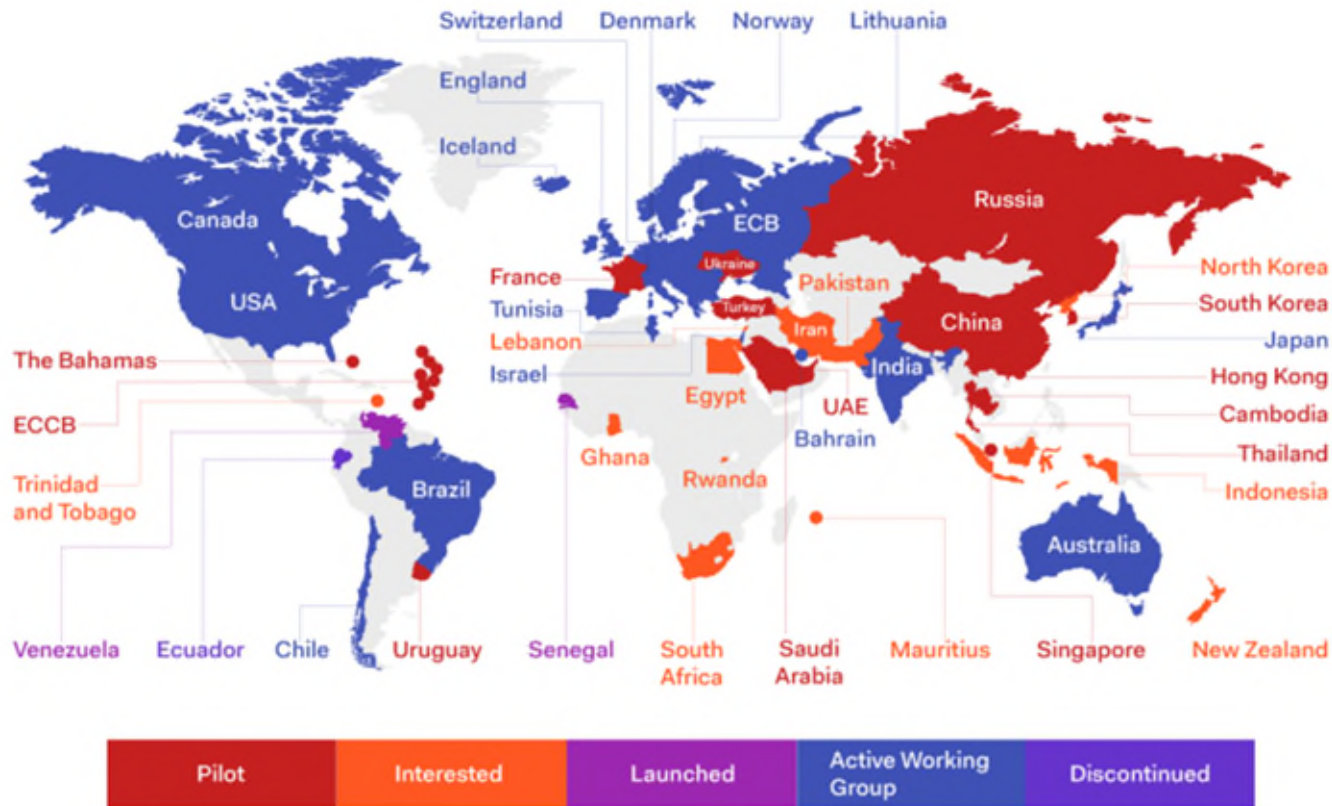 Switzerland
Denmark
Norway
Lithuania
England
Iceland
Canada
USA
ECB
Russia
France
Ukraine
Tunisia
Turkey
Pakistan
North Korea
South Korea
Lebanon
Iran
China
Japan
The Bahamas
Israel
India
Hong Kong
Egypt
UAE
Cambodia
ECCB
Bahrain
Ghana
Thailand
Trinidad
and Tobago
Brazil
Rwanda
Indonesia
Australia
Venezuela
Ecuador
Chile
Uruguay
Senegal
South
Africa
Saudi
Arabia
Mauritius
Singapore
New Zealand
Pilot
Interested
Launched
Active Working
Group
Discontinued